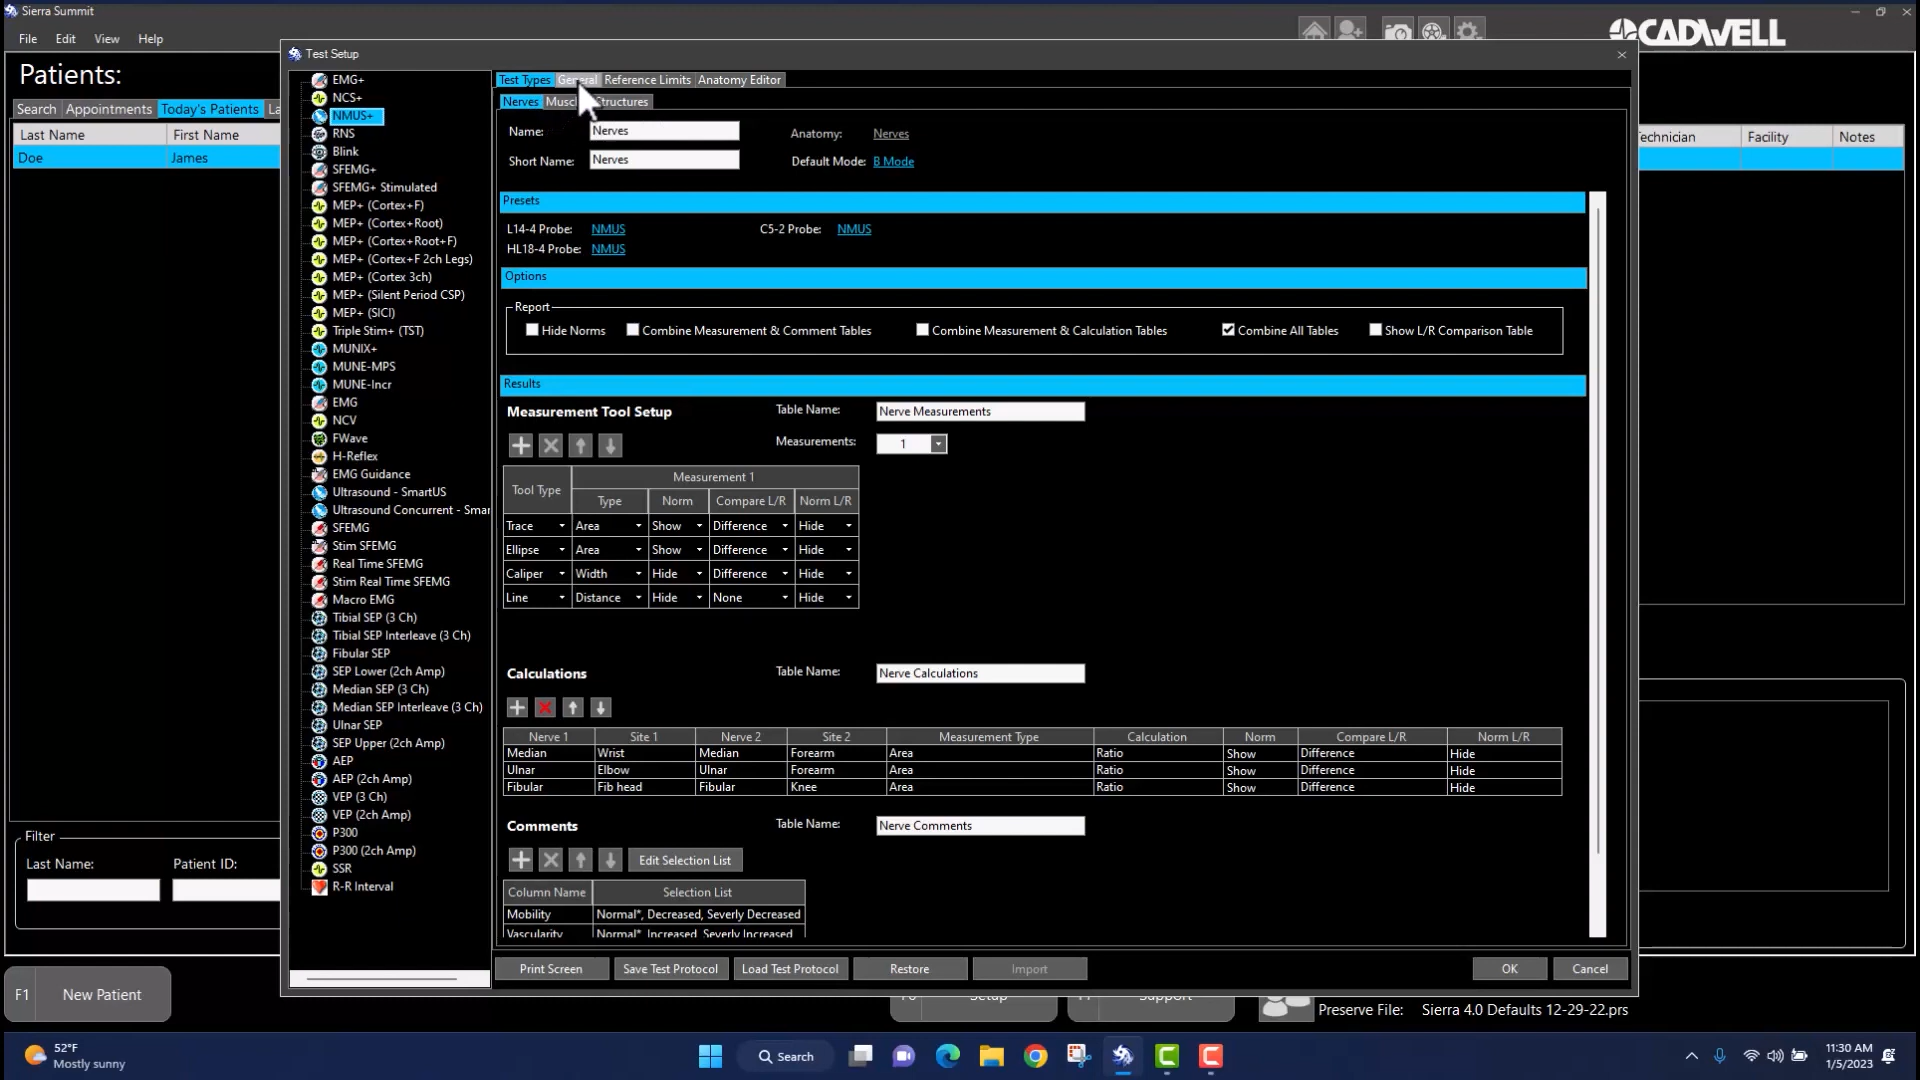 Sierra Summit
File Edit View Help
CADWELL
Patients:
Search Appointments Today's Patients
Last Name First Name
Doe James
Technician Facility Notes
Test Setup
EMG+
NCS+
NMUS+
RNS
Blink
SFEMG+
SFEMG+ Stimulated
MEP+ (Cortex+F)
MEP+ (Cortex+Root)
MEP+ (Cortex+Root+F)
MEP+ (Cortex+F 2ch Legs)
MEP+ (Cortex 3ch)
MEP+ (Silent Period CSP)
MEP+ (SICI)
Triple Stim+ (TST)
MUNIX+
MUNE-MPS
MUNE-Incr
EMG
NCV
FWave
H-Reflex
EMG Guidance
Ultrasound - SmartUS
Ultrasound Concurrent - Smar
SFEMG
Stim SFEMG
Real Time SFEMG
Stim Real Time SFEMG
Macro EMG
Tibial SEP (3 Ch)
Tibial SEP Interleave (3 Ch)
Fibular SEP
SEP Lower (2ch Amp)
Median SEP (3 Ch)
Median SEP Interleave (3 Ch)
Ulnar SEP
SEP Upper (2ch Amp)
AEP
AEP (2ch Amp)
VEP (3 Ch)
VEP (2ch Amp)
P300
P300 (2ch Amp)
SSR
R-R Interval
Test Types General Reference Limits Anatomy Editor
Nerves Muscl Structures
Name: Nerves Anatomy: Nerves
Short Name: Nerves Default Mode: B Mode
Presets
L14-4 Probe: NMUS C5-2 Probe: NMUS
HL18-4 Probe: NMUS
Options
Report
Hide Norms Combine Measurement & Comment Tables Combine Measurement & Calculation Tables Combine All Tables Show L/R Comparison Table
Results
Measurement Tool Setup Table Name: Nerve Measurements
Measurements: 1
Tool Type Measurement 1
Type Norm Compare L/R Norm L/R
Trace Area Show Difference Hide
Ellipse Area Show Difference Hide
Caliper Width Hide Difference Hide
Line Distance Hide None Hide
Calculations Table Name: Nerve Calculations
Nerve 1 Site 1 Nerve 2 Site 2 Measurement Type Calculation Norm Compare L/R Norm L/R
Median Wrist Median Forearm Area Ratio Show Difference Hide
Ulnar Elbow Ulnar Forearm Area Ratio Show Difference Hide
Fibular Fib head Fibular Knee Area Ratio Show Difference Hide
Comments Table Name: Nerve Comments
Edit Selection List
Column Name Selection List
Mobility Normal*, Decreased, Severly Decreased
Vascularity Normal*, Increased, Severly Increased
Print Screen Save Test Protocol Load Test Protocol Restore Import OK Cancel
Filter
Last Name: Patient ID:
F1 New Patient
Setup Support
Preserve File: Sierra 4.0 Defaults 12-29-22.prs
52°F
Mostly sunny
Search
11:30 AM
1/5/2023